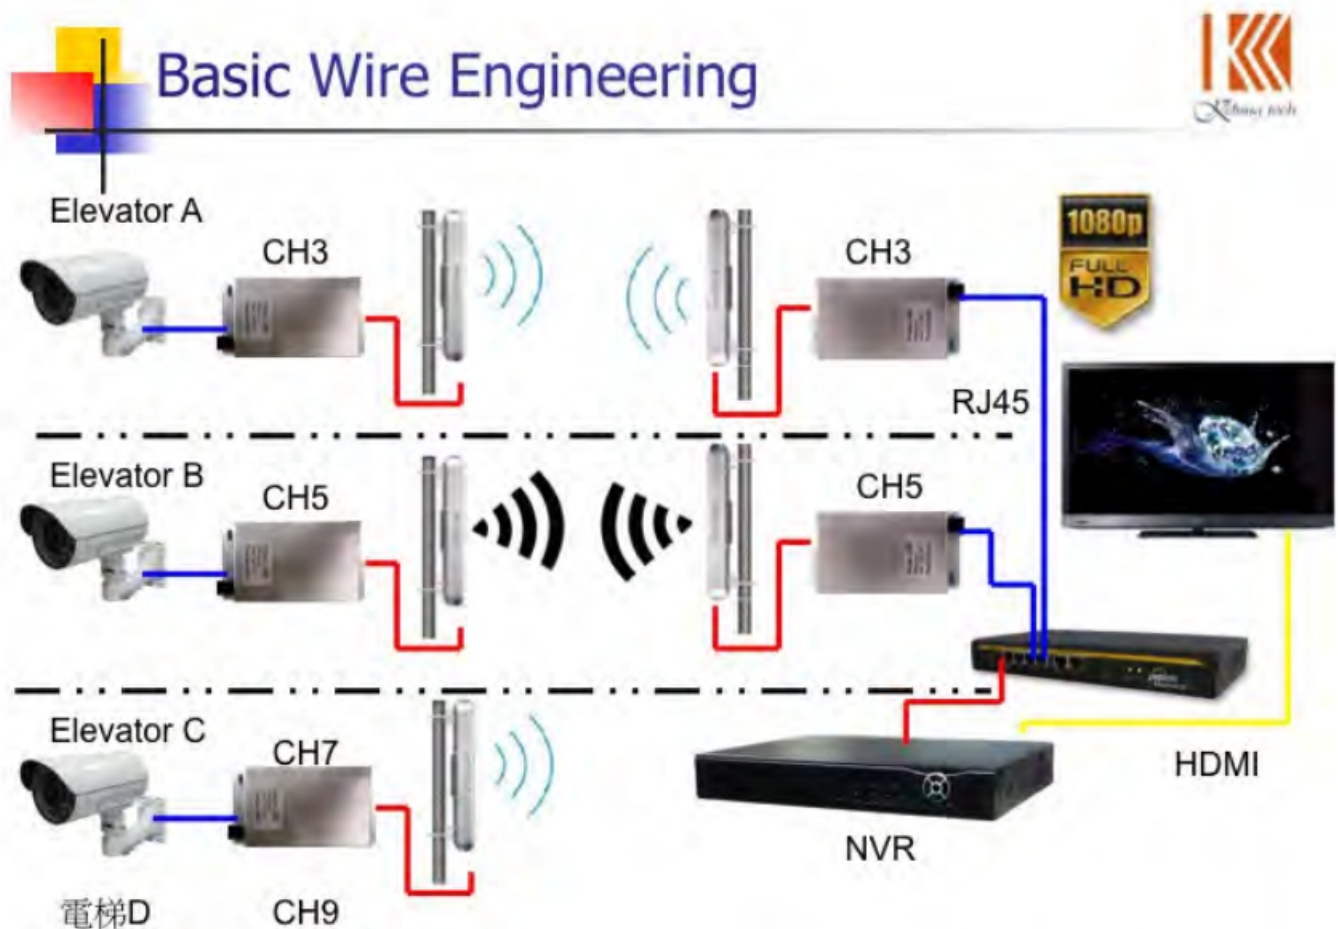 Basic Wire Engineering
Elevator A
CH3
CH3
1080p
FULL
HD
RJ45
Elevator B
CH5
CH5
Elevator C
CH7
HDMI
NVR
電梯D
CH9